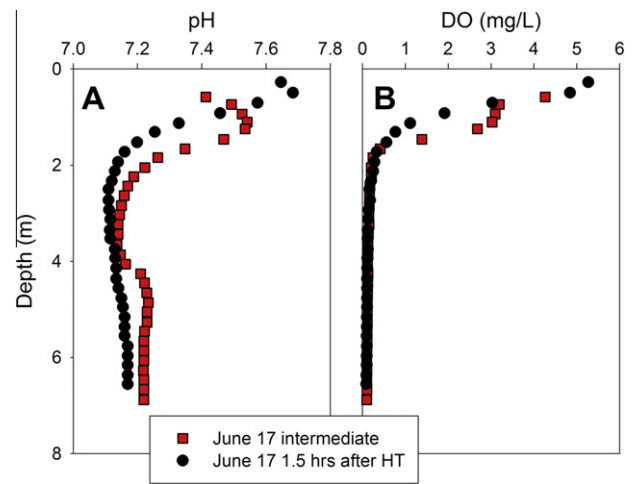 pH
DO (mg/L)
7.0 7.2 7.4 7.6 7.8
0 1 2 3 4 5 6
A
B
0
2
4
6
8
Depth (m)
June 17 intermediate
June 17 1.5 hrs after HT